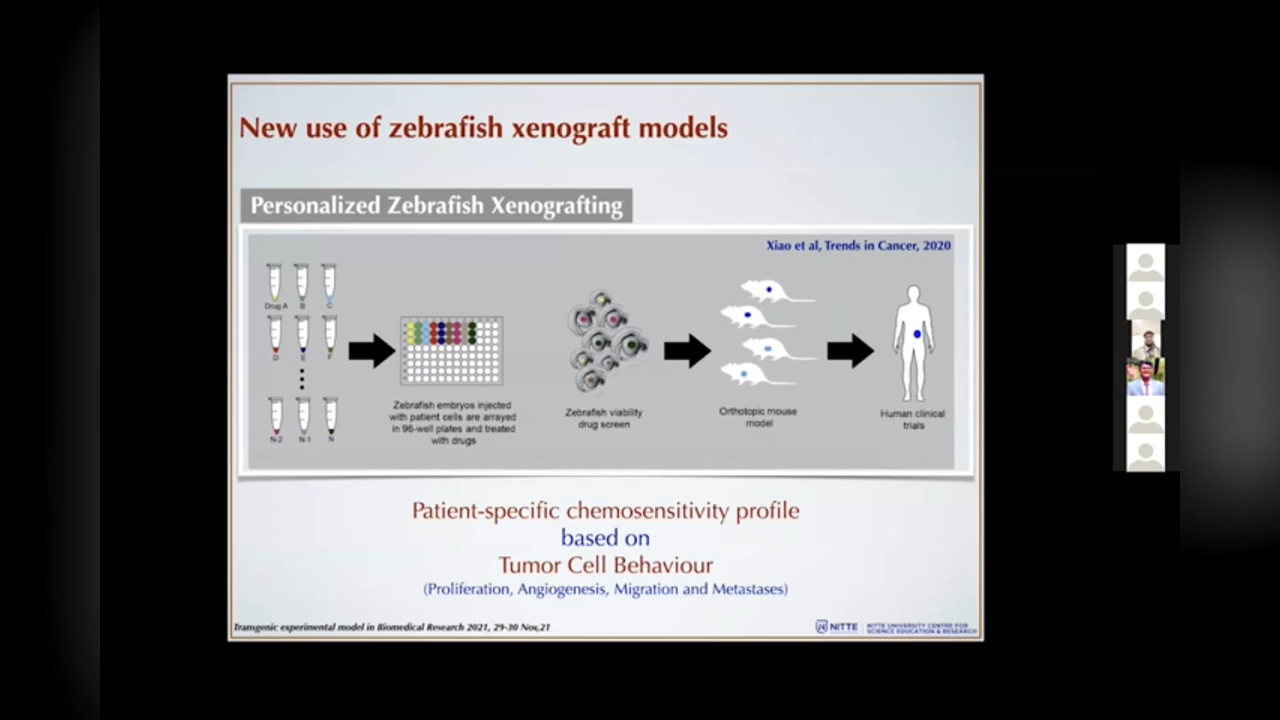 New use of zebrafish xenograft models
Personalized Zebrafish Xenografting
Xiao et al, Trends in Cancer, 2020
Drug A B C
D E F
N-2 N-1 N
Zebrafish embryos injected
with patient cells are arrayed
in 96-well plates and treated
with drugs
Zebrafish viability
drug screen
Orthotopic mouse
model
Human clinical
trials
Patient-specific chemosensitivity profile
based on
Tumor Cell Behaviour
(Proliferation, Angiogenesis, Migration and Metastases)
Transgenic experimental model in Biomedical Research 2021, 29-30 Nov,21
NITTE
NITTE UNIVERSITY CENTRE FOR
SCIENCE EDUCATION & RESEARCH